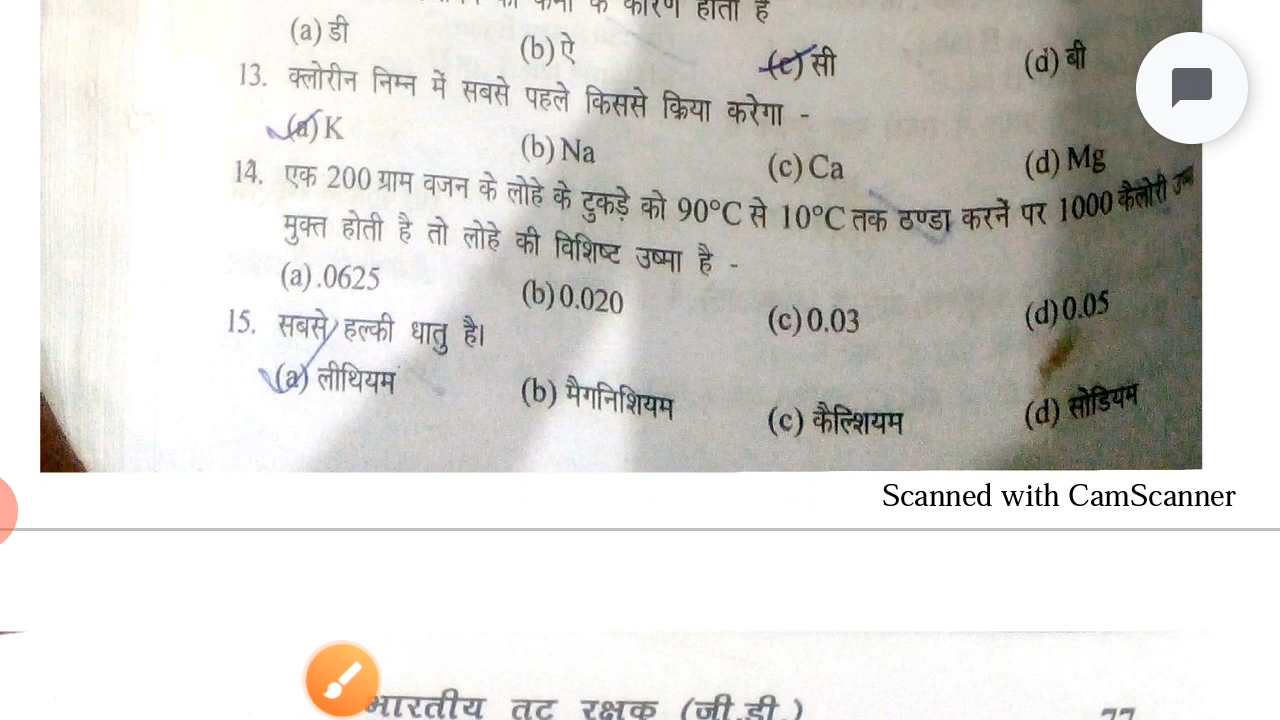 के कारण होता है
(a) डी (b) ऐ (c) सी (d) बी
13. क्लोरीन निम्न में सबसे पहले किससे क्रिया करेगा -
(a) K (b) Na (c) Ca (d) Mg
14. एक 200 ग्राम वजन के लोहे के टुकड़े को 90°C से 10°C तक ठण्डा करनें पर 1000 कैलोरी
मुक्त होती है तो लोहे की विशिष्ट उष्मा है -
(a) .0625 (b) 0.020 (c) 0.03 (d) 0.05
15. सबसे हल्की धातु है।
(a) लीथियम (b) मैगनिशियम (c) कैल्शियम (d) सोडियम
Scanned with CamScanner
भारतीय तट रक्षक (जी.डी.) 77